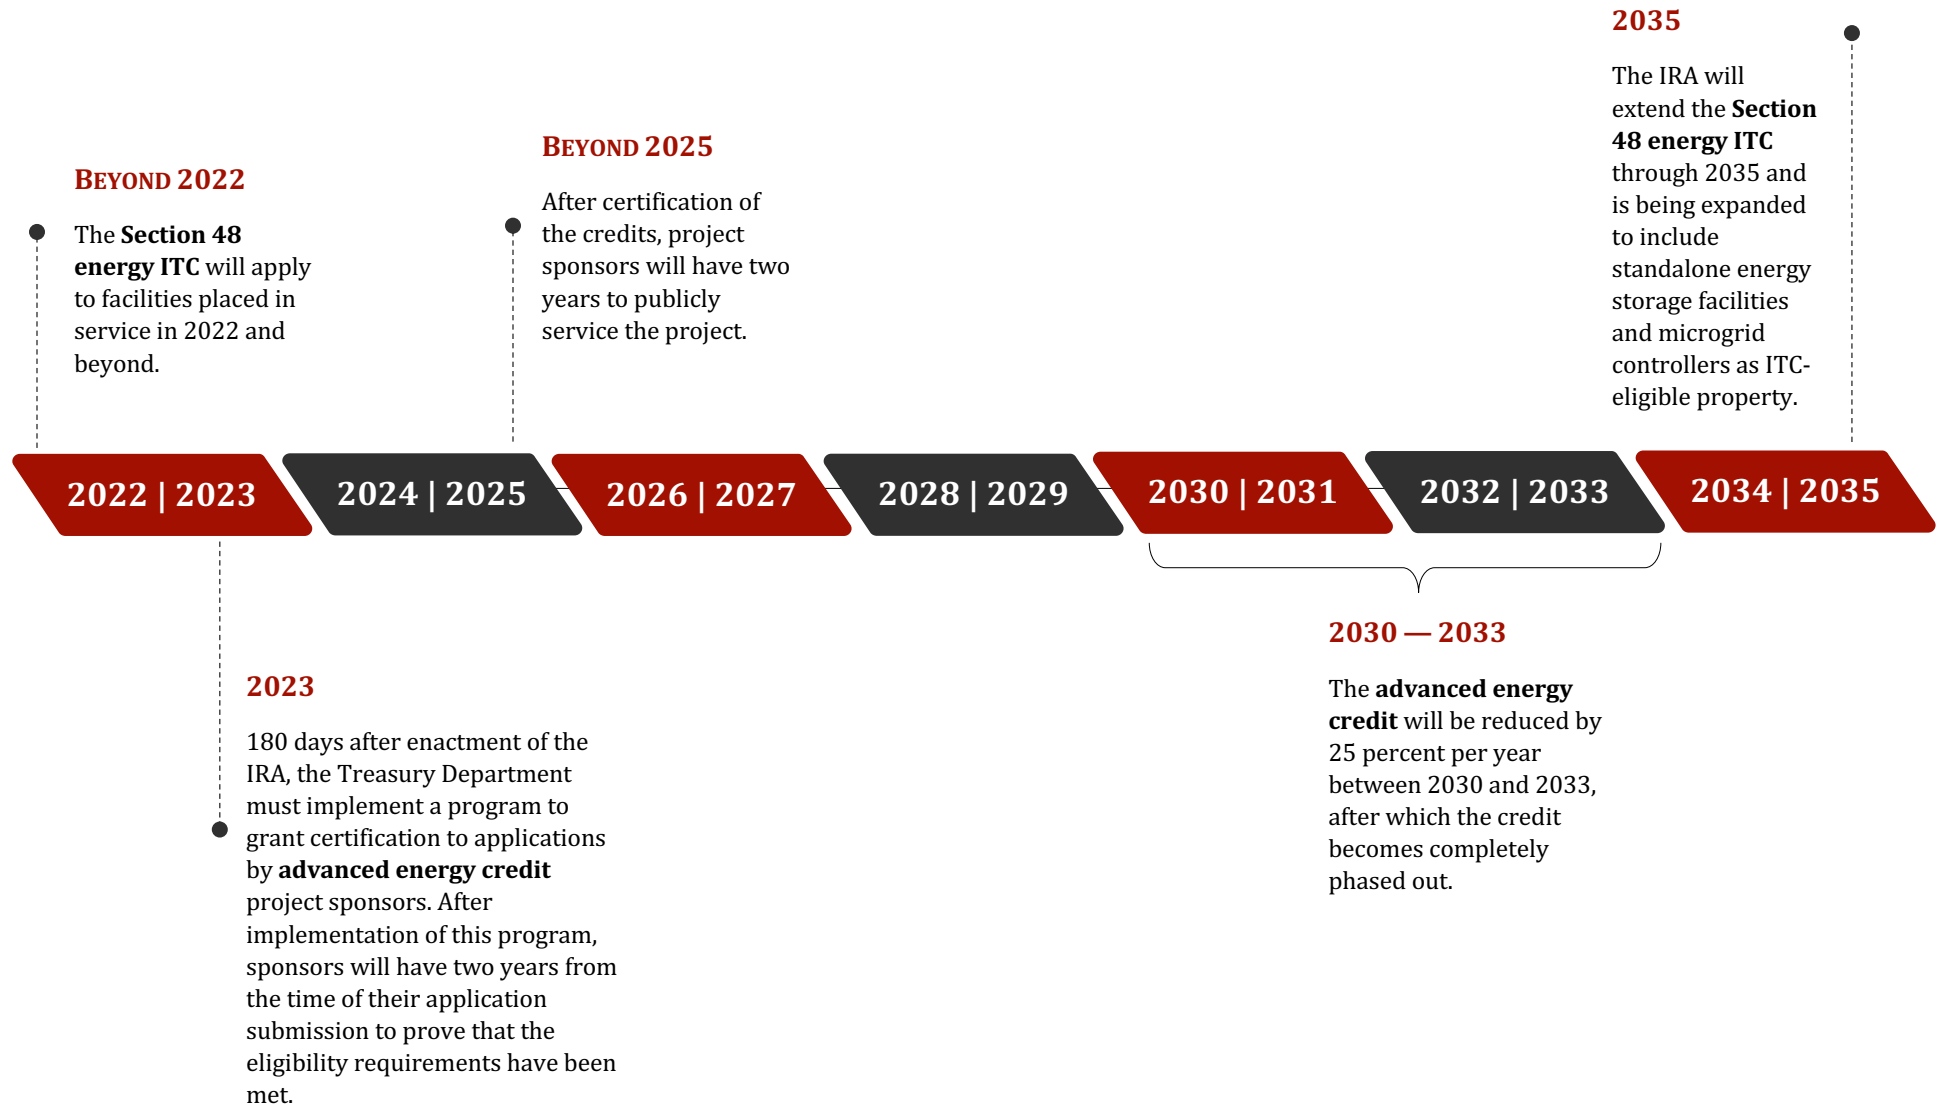 BEYOND 2022
The Section 48
energy ITC will apply
to facilities placed in
service in 2022 and
beyond.
BEYOND 2025
After certification of
the credits, project
sponsors will have two
years to publicly
service the project.
2035
The IRA will
extend the Section
48 energy ITC
through 2035 and
is being expanded
to include
standalone energy
storage facilities
and microgrid
controllers as ITC-
eligible property.
2022 | 2023
2024 | 2025
2026 | 2027
2028 | 2029
2030 | 2031
2032 | 2033
2034 | 2035
2023
180 days after enactment of the
IRA, the Treasury Department
must implement a program to
grant certification to applications
by advanced energy credit
project sponsors. After
implementation of this program,
sponsors will have two years from
the time of their application
submission to prove that the
eligibility requirements have been
met.
2030 — 2033
The advanced energy
credit will be reduced by
25 percent per year
between 2030 and 2033,
after which the credit
becomes completely
phased out.